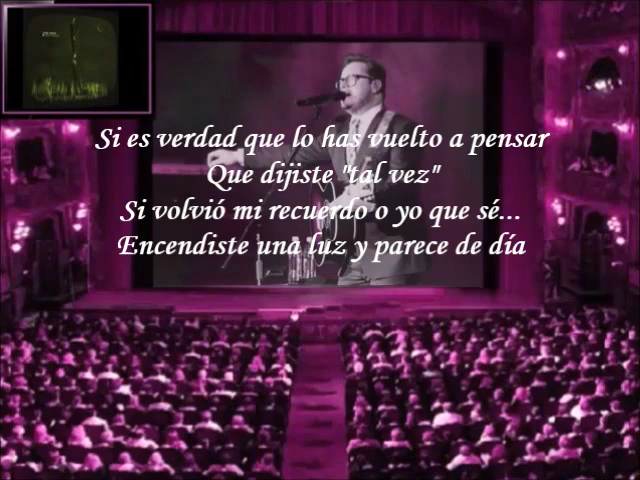 Si es verdad que lo has vuelto a pensar
Que dijiste "tal vez"
Si volvió mi recuerdo o yo que sé...
Encendiste una luz y parece de día